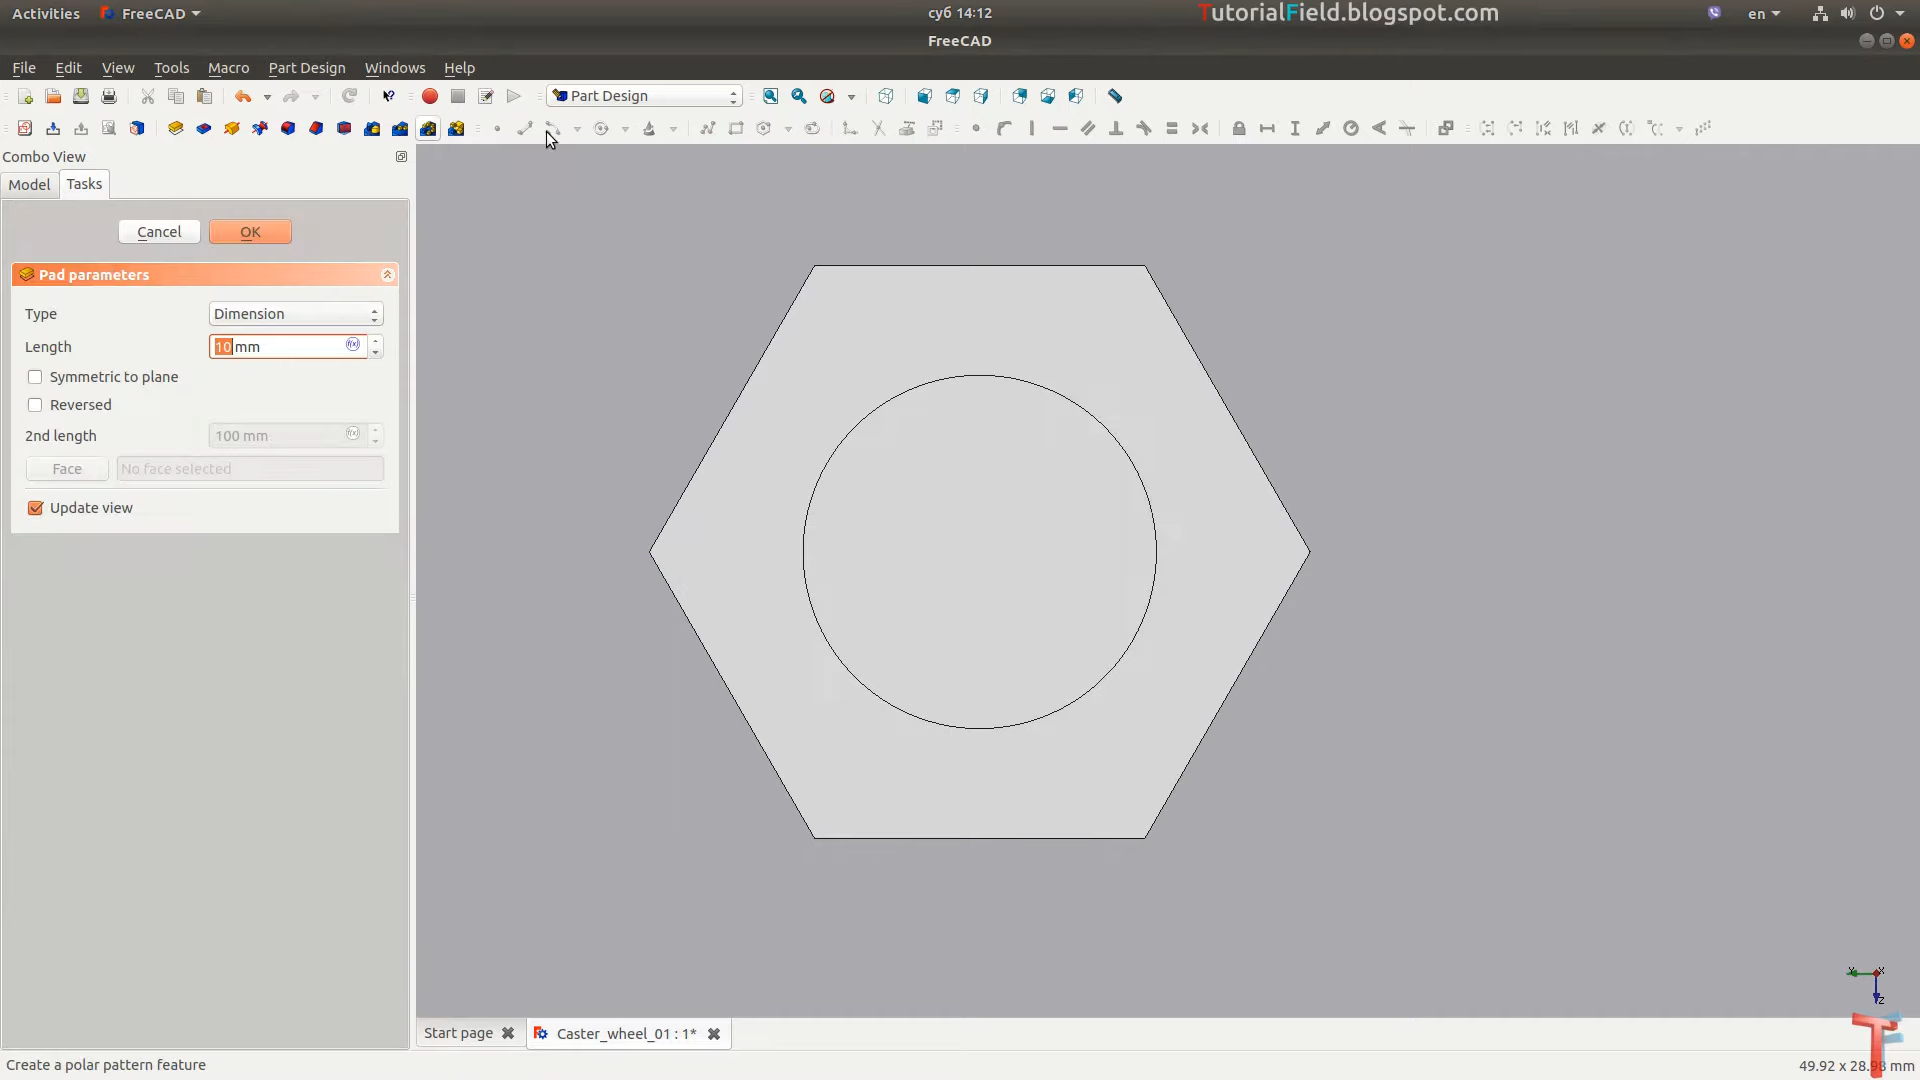 Activities FreeCAD суб 14:12 TutorialField.blogspot.com en
FreeCAD
File Edit View Tools Macro Part Design Windows Help
Part Design
Combo View
Model Tasks
Cancel OK
Pad parameters
Type Dimension
Length 10 mm
Symmetric to plane
Reversed
2nd length 100 mm
Face No face selected
Update view
Y X
Z
Start page Caster_wheel_01 : 1*
Create a polar pattern feature 49.92 x 28.98 mm